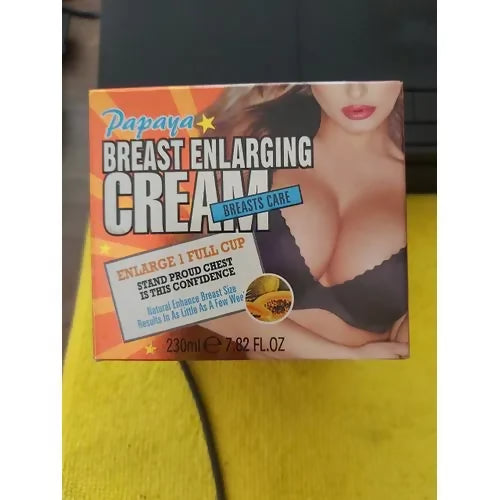 Papaya
BREAST ENLARGING
CREAM
BREASTS CARE
ENLARGE 1 FULL CUP
STAND PROUD CHEST
IS THIS CONFIDENCE
Natural Enhance Breast Size
Results In As Little As A Few Wee
230ml e 7.82 FL.OZ